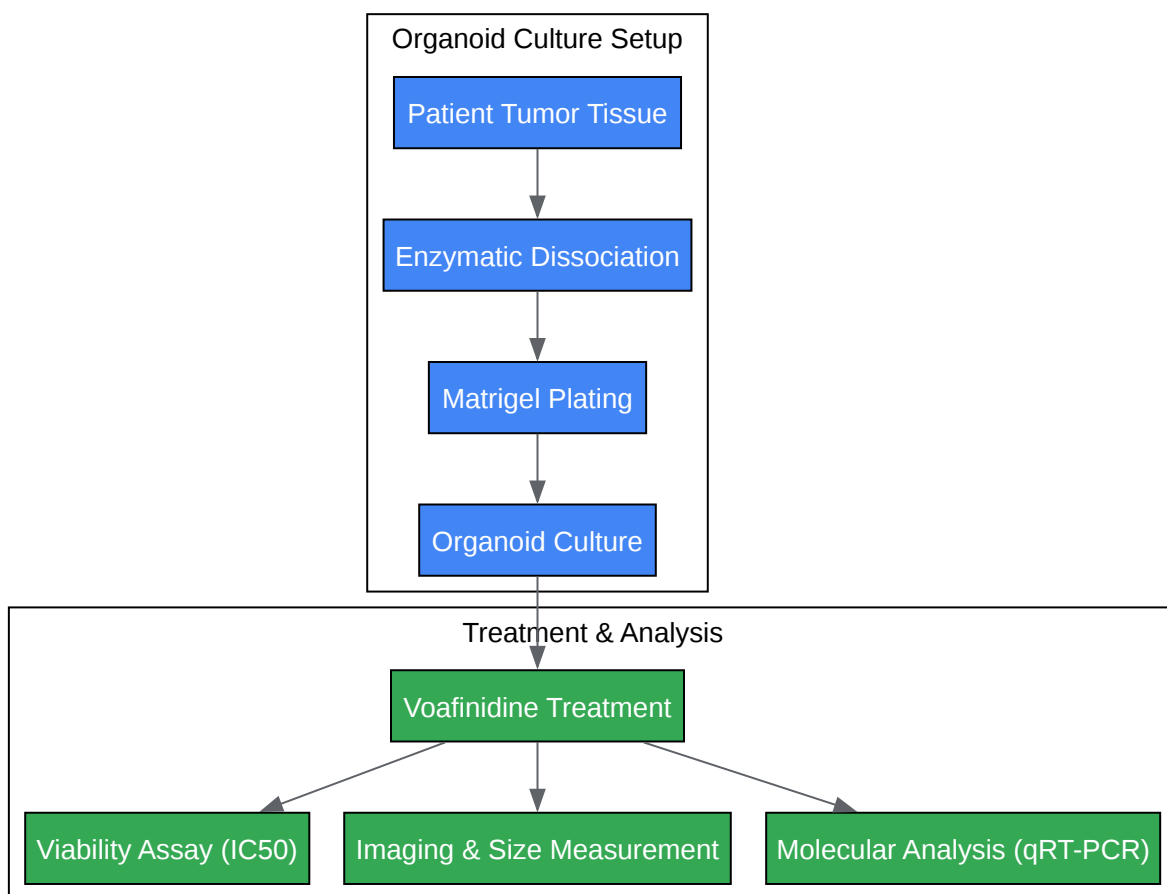 Organoid Culture Setup
Patient Tumor Tissue
Enzymatic Dissociation
Matrigel Plating
Organoid Culture
Treatment & Analysis
Voafinidine Treatment
Viability Assay (IC50)
Imaging & Size Measurement
Molecular Analysis (qRT-PCR)